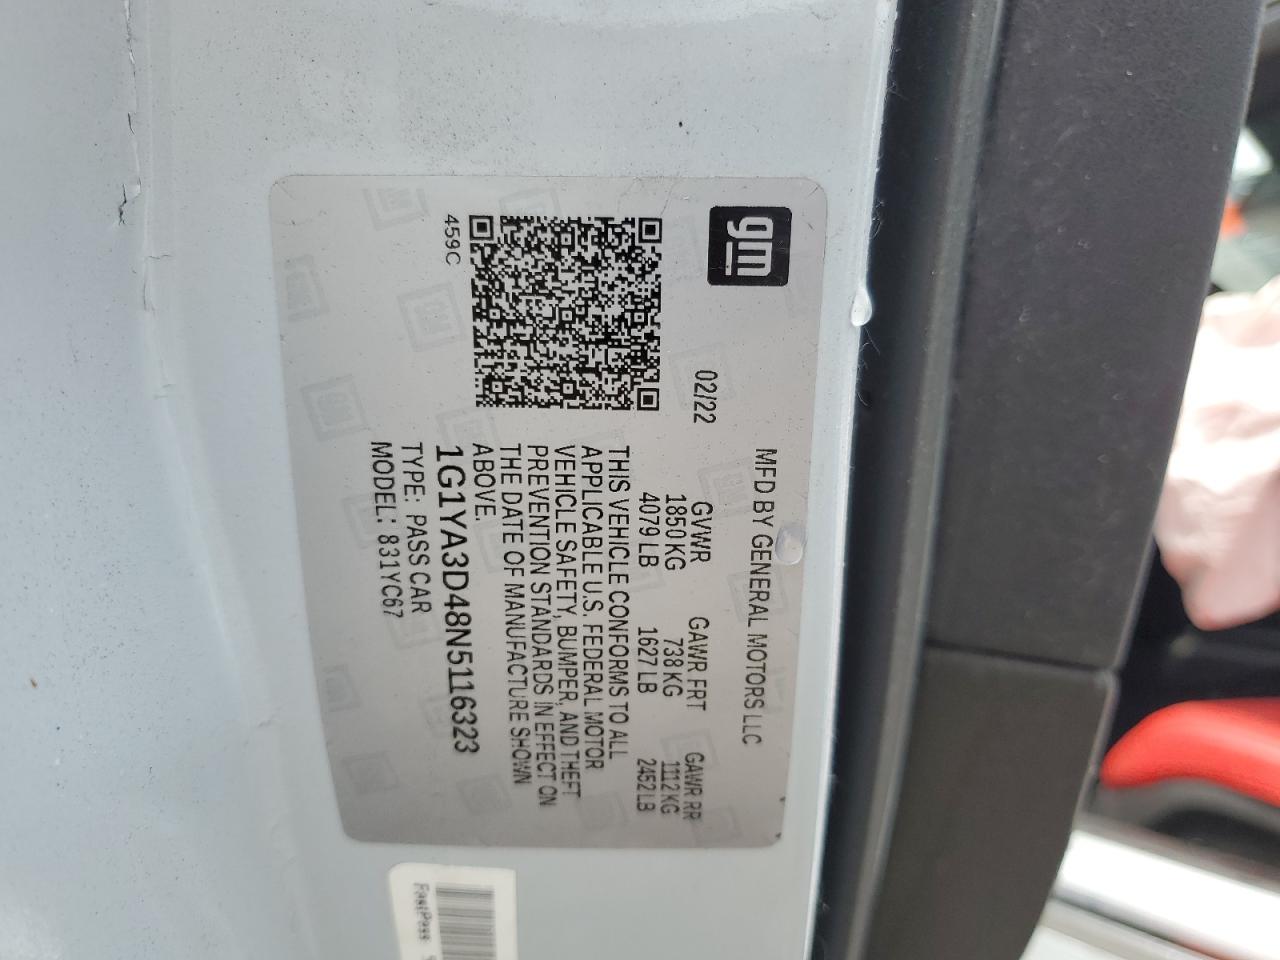 gm
MFD BY GENERAL MOTORS LLC
02/22
GVWR GAWR FRT GAWR RR
1850 KG 738 KG 1112 KG
4079 LB 1627 LB 2452 LB
THIS VEHICLE CONFORMS TO ALL
APPLICABLE U.S. FEDERAL MOTOR
VEHICLE SAFETY, BUMPER, AND THEFT
PREVENTION STANDARDS IN EFFECT ON
THE DATE OF MANUFACTURE SHOWN
ABOVE.
459C
1G1YA3D48N5116323
TYPE: PASS CAR
MODEL: 831YC67
FastPass